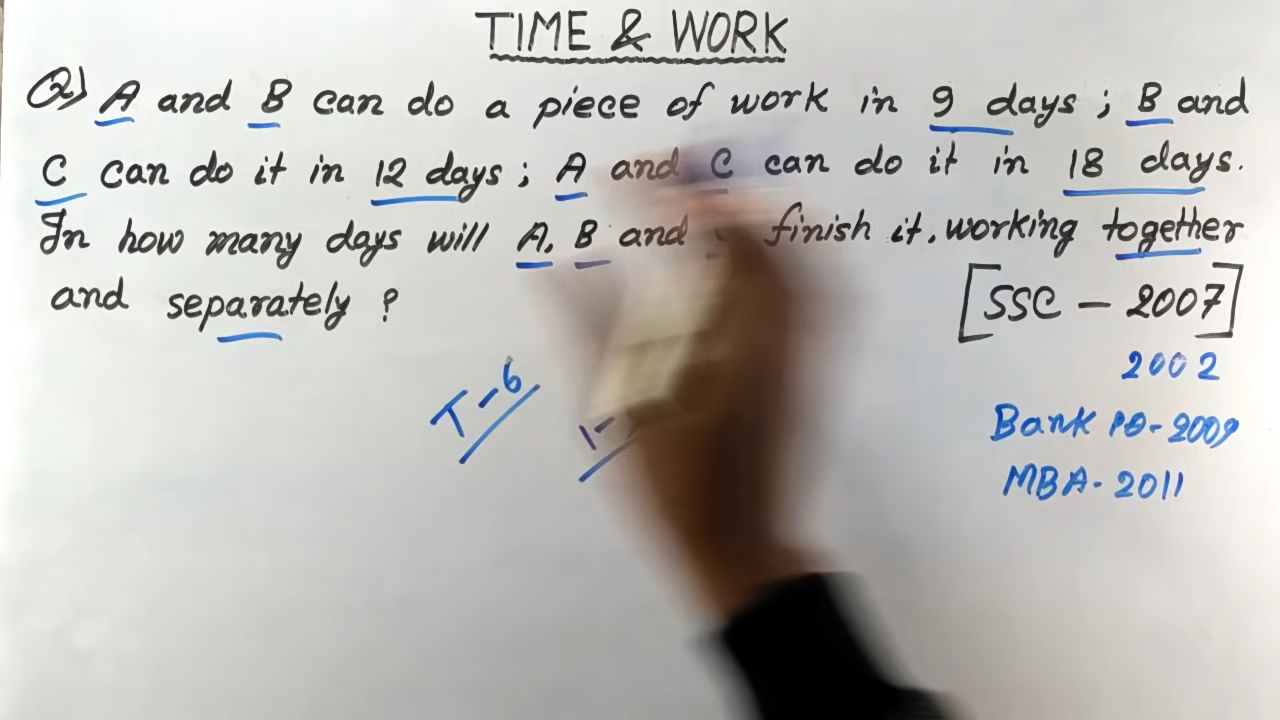 TIME & WORK
Q) A and B can do a piece of work in 9 days ; B and
C can do it in 12 days ; A and C can do it in 18 days.
In how many days will A, B and finish it, working together
and separately ?
[SSC - 2007]
2002
Bank PO - 2009
MBA - 2011
T - 6
1 -